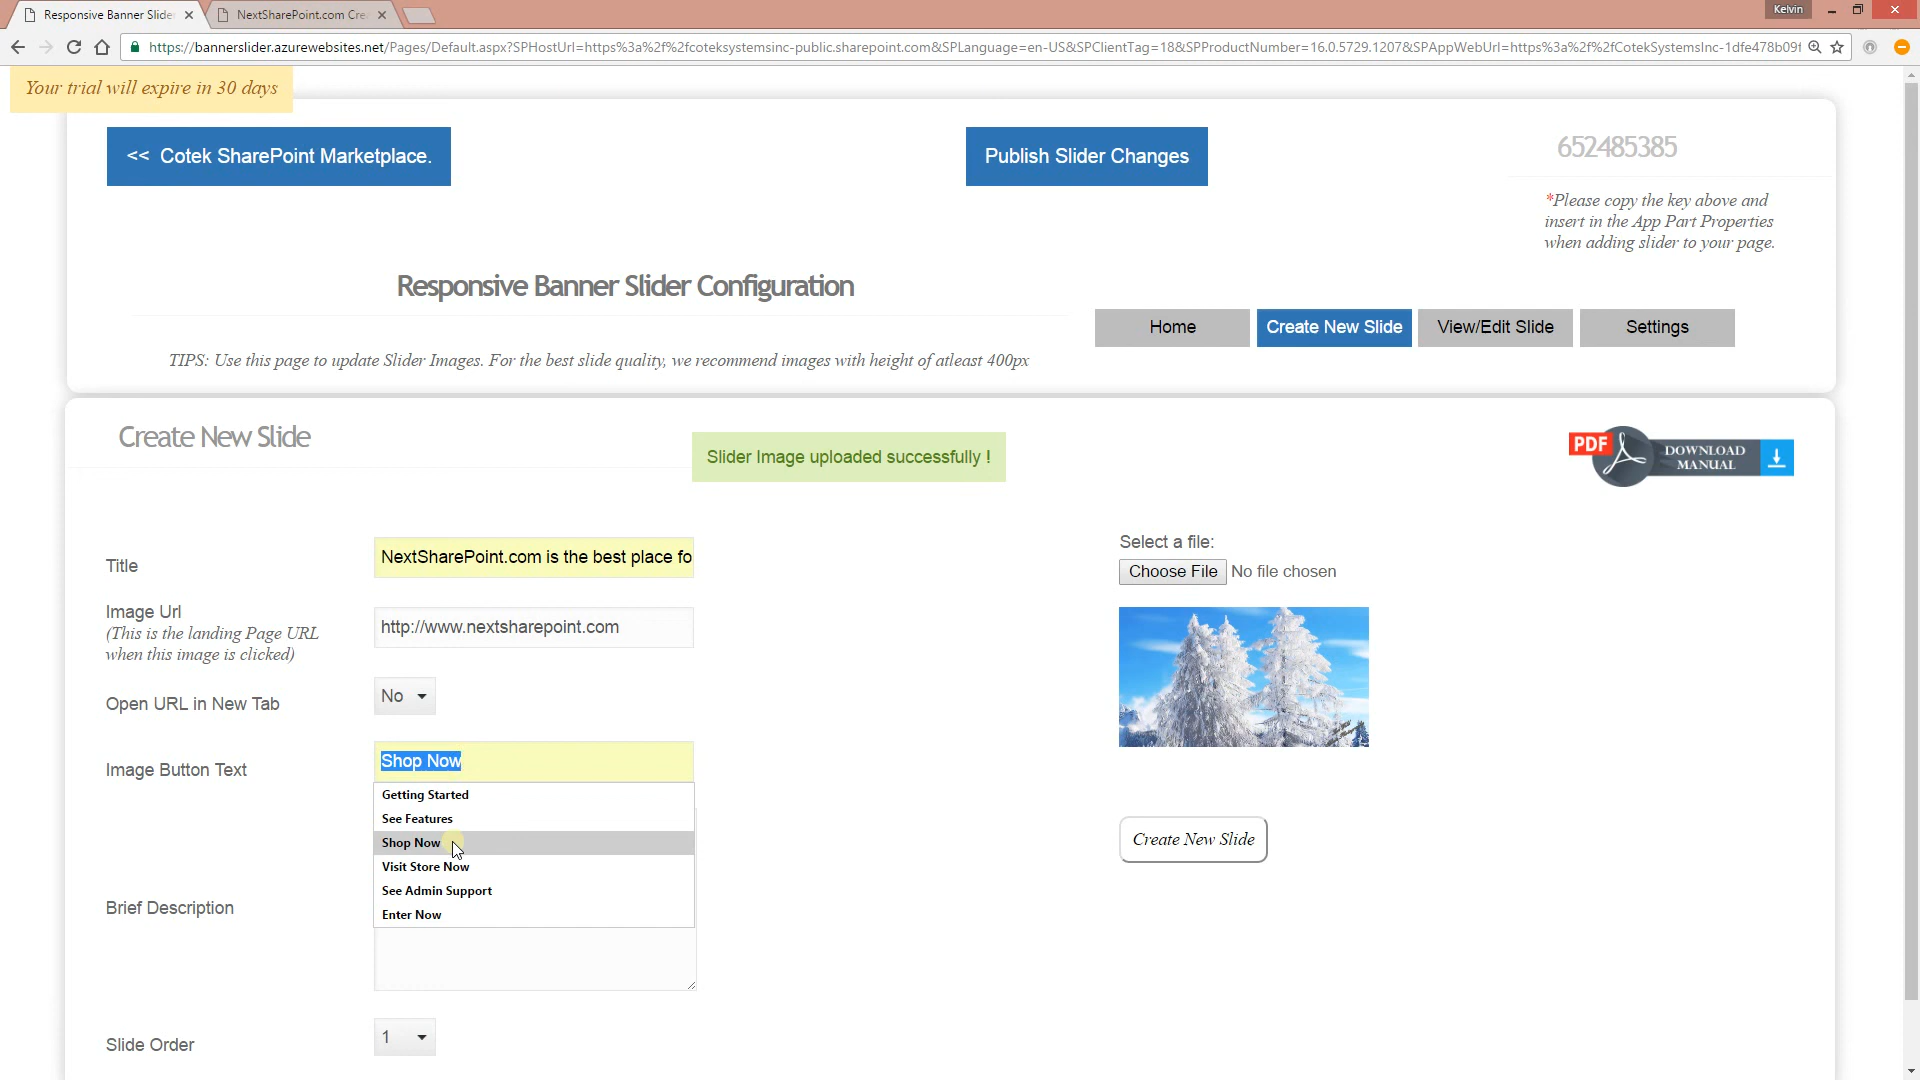 Responsive Banner Slide
NextSharePoint.com Cre
Kelvin
https://bannerslider.azurewebsites.net/Pages/Default.aspx?SPHostUrl=https%3a%2f%2fcoteksystemsinc-public.sharepoint.com&SPLanguage=en-US&SPClientTag=18&SPProductNumber=16.0.5729.1207&SPAppWebUrl=https%3a%2f%2fCotekSystemsInc-1dfe478b09f
Your trial will expire in 30 days
<< Cotek SharePoint Marketplace.
Publish Slider Changes
652485385
*Please copy the key above and
insert in the App Part Properties
when adding slider to your page.
Responsive Banner Slider Configuration
Home
Create New Slide
View/Edit Slide
Settings
TIPS: Use this page to update Slider Images. For the best slide quality, we recommend images with height of atleast 400px
Create New Slide
Slider Image uploaded successfully !
PDF
DOWNLOAD
MANUAL
Title
NextSharePoint.com is the best place fo
Select a file:
Choose File
No file chosen
Image Url
(This is the landing Page URL
when this image is clicked)
http://www.nextsharepoint.com
Open URL in New Tab
No
Image Button Text
Shop Now
Getting Started
See Features
Shop Now
Visit Store Now
See Admin Support
Enter Now
Create New Slide
Brief Description
Slide Order
1